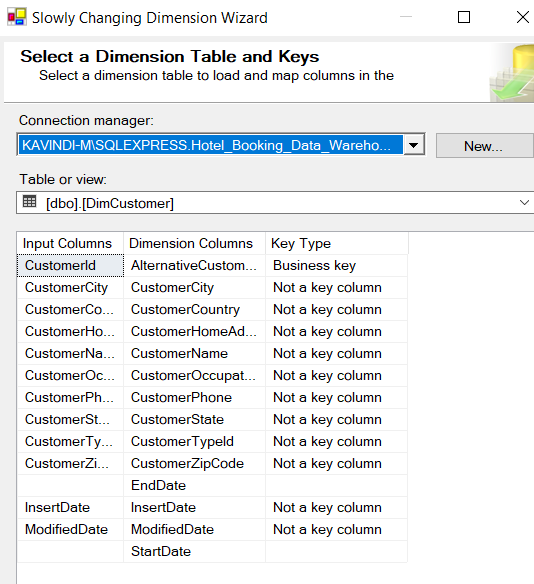 Slowly Changing Dimension Wizard
Select a Dimension Table and Keys
Select a dimension table to load and map columns in the
Connection manager:
KAVINDI-M\SQLEXPRESS.Hotel_Booking_Data_Wareho... New...
Table or view:
[dbo].[DimCustomer]
Input Columns Dimension Columns Key Type
CustomerId AlternativeCustom... Business key
CustomerCity CustomerCity Not a key column
CustomerCo... CustomerCountry Not a key column
CustomerHo... CustomerHomeAd... Not a key column
CustomerNa... CustomerName Not a key column
CustomerOc... CustomerOccupat... Not a key column
CustomerPh... CustomerPhone Not a key column
CustomerSt... CustomerState Not a key column
CustomerTy... CustomerTypeId Not a key column
CustomerZi... CustomerZipCode Not a key column
EndDate
InsertDate InsertDate Not a key column
ModifiedDate ModifiedDate Not a key column
StartDate